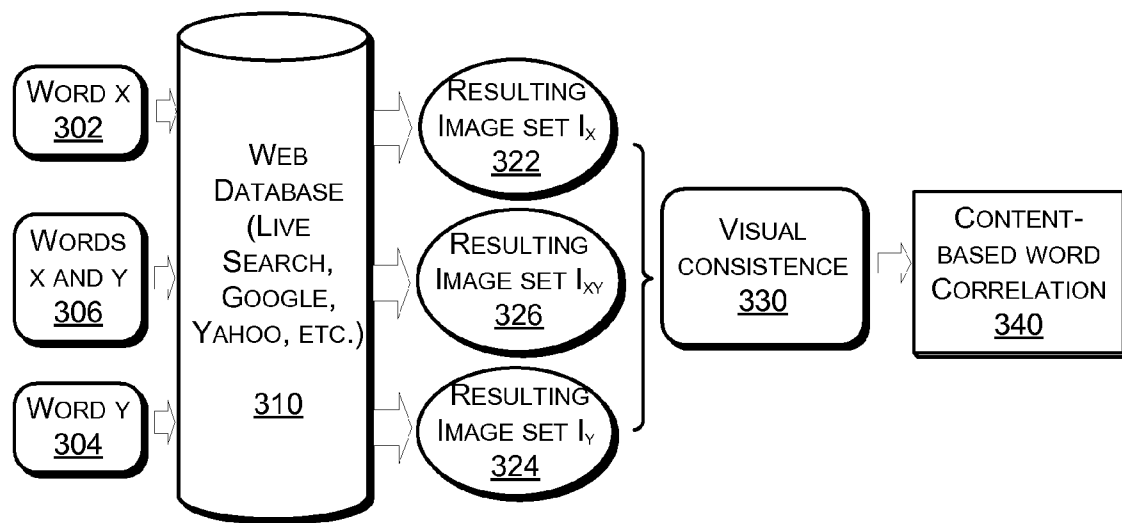 WORD X
302
WORDS
X AND Y
306
WORD Y
304
WEB
DATABASE
(LIVE
SEARCH,
GOOGLE,
YAHOO, ETC.)
310
RESULTING
IMAGE SET IX
322
RESULTING
IMAGE SET IXY
326
RESULTING
IMAGE SET IY
324
VISUAL
CONSISTENCE
330
CONTENT-
BASED WORD
CORRELATION
340